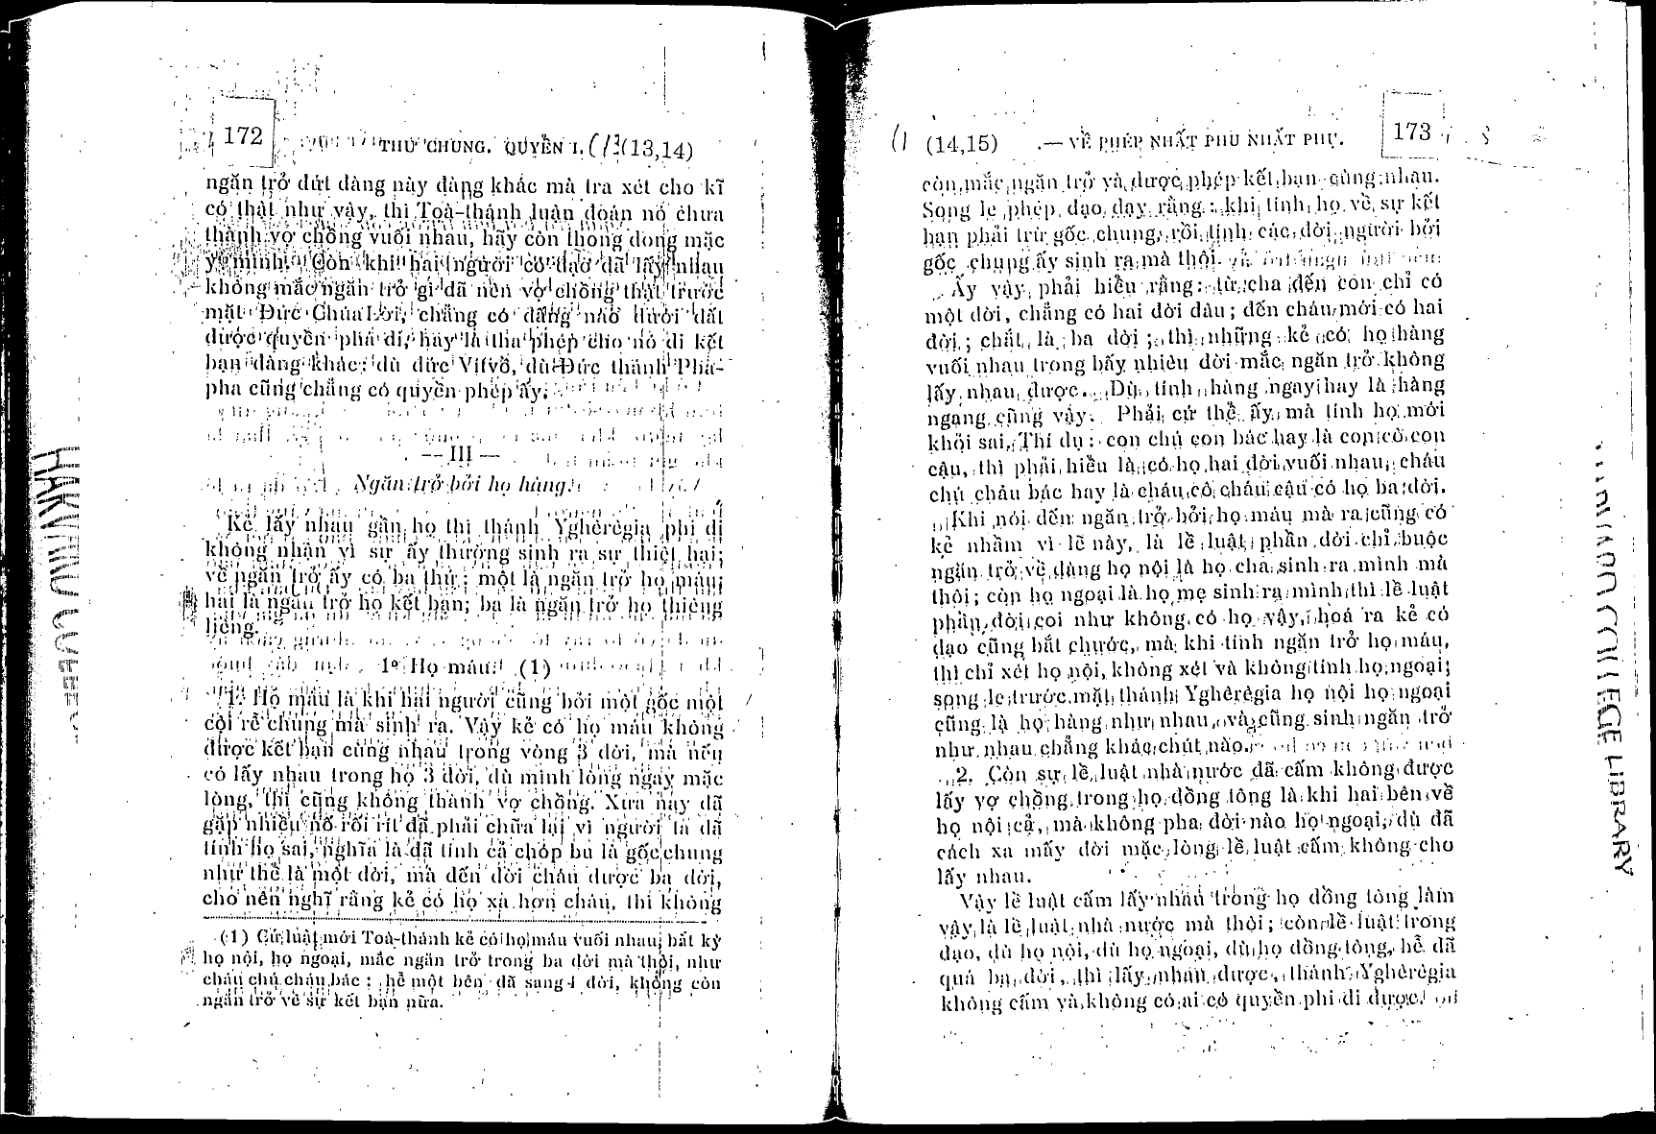 172 THƯ CHUNG. QUYỂN I. (13,14)
ngăn trở dứt dàng này dàng khác mà tra xét cho kĩ
có thật như vậy, thì Toà-thánh luận đoán nó chưa
thành vợ chồng vuối nhau, hãy còn thong dong mặc
ý mình. Còn khi hai người có đạo đã lấy nhau
không mắc ngăn trở gì đã nên vợ chồng thật trước
mặt Đức Chúa Lời, chẳng có đấng nào dưới đất
được quyền phá đi, hay là tha phép cho nó đi kết
bạn dàng khác; dù đức Vítvồ, dù Đức thánh Pha-
pha cũng chẳng có quyền phép ấy.
— III —
Ngăn trở bởi họ hàng.
Kẻ lấy nhau gần họ thì thánh Yghêrêgia phi đi
không nhận vì sự ấy thường sinh ra sự thiệt hại;
về ngăn trở ấy có ba thứ: một là ngăn trở họ máu;
hai là ngăn trở họ kết bạn; ba là ngăn trở họ thiêng
liêng.
1º Họ máu. (1)
1. Họ máu là khi hai người cũng bởi một gốc một
cội rễ chung mà sinh ra. Vậy kẻ có họ máu không
được kết bạn cùng nhau trong vòng 3 đời, mà nếu
có lấy nhau trong họ 3 đời, dù mình lòng ngay mặc
lòng, thì cũng không thành vợ chồng. Xưa nay đã
gặp nhiều nố rối rít đã phải chữa lại vì người ta đã
tính họ sai, nghĩa là đã tính cả chóp bu là gốc chung
như thể là một đời, mà đến đời cháu được ba đời,
cho nên nghĩ rằng kẻ có họ xa hơn cháu, thì không
(1) Cứ luật mới Toà-thánh kẻ có họ máu vuối nhau, bất kỳ
họ nội, họ ngoại, mắc ngăn trở trong ba đời mà thôi, như
cháu chú cháu bác: hễ một bên đã sang 4 đời, không còn
ngăn trở về sự kết bạn nữa.
(14,15) — VỀ PHÉP NHẤT PHU NHẤT PHỤ. 173
còn mắc ngăn trở và được phép kết bạn cùng nhau.
Song le phép đạo dạy rằng: khi tính họ về sự kết
bạn phải trừ gốc chung, rồi tính các đời người bởi
gốc chung ấy sinh ra mà thôi.
Ấy vậy phải hiểu rằng: từ cha đến con chỉ có
một đời, chẳng có hai đời đâu; đến cháu mới có hai
đời; chắt là ba đời; thì những kẻ có họ hàng
vuối nhau trong bấy nhiêu đời mắc ngăn trở không
lấy nhau được. Dù tính hàng ngay hay là hàng
ngang cũng vậy. Phải cứ thể ấy mà tính họ mới
khỏi sai. Thí dụ: con chú con bác hay là con cô con
cậu, thì phải hiểu là có họ hai đời vuối nhau, cháu
chú cháu bác hay là cháu cô cháu cậu có họ ba đời.
Khi nói đến ngăn trở bởi họ máu mà ra cũng có
kẻ nhầm vì lẽ này, là lề luật phần đời chỉ buộc
ngăn trở về dàng họ nội là họ cha sinh ra mình mà
thôi; còn họ ngoại là họ mẹ sinh ra mình thì lề luật
phần đời coi như không có họ vậy, hoá ra kẻ có
đạo cũng bắt chước, mà khi tính ngăn trở họ máu,
thì chỉ xét họ nội, không xét và không tính họ ngoại;
song le trước mặt thánh Yghêrêgia họ nội họ ngoại
cũng là họ hàng như nhau, và cũng sinh ngăn trở
như nhau chẳng khác chút nào.
2. Còn sự lề luật nhà nước đã cấm không được
lấy vợ chồng trong họ đồng tông là khi hai bên về
họ nội cả, mà không pha đời nào họ ngoại, dù đã
cách xa mấy đời mặc lòng lề luật cấm không cho
lấy nhau.
Vậy lề luật cấm lấy nhau trong họ đồng tông làm
vậy là lề luật nhà nước mà thôi; còn lề luật trong
đạo, dù họ nội, dù họ ngoại, dù họ đồng tông, hễ đã
quá ba đời, thì lấy nhau được, thánh Yghêrêgia
không cấm và không có ai có quyền phi đi được.
HARVARD COLLEGE
HARVARD COLLEGE LIBRARY